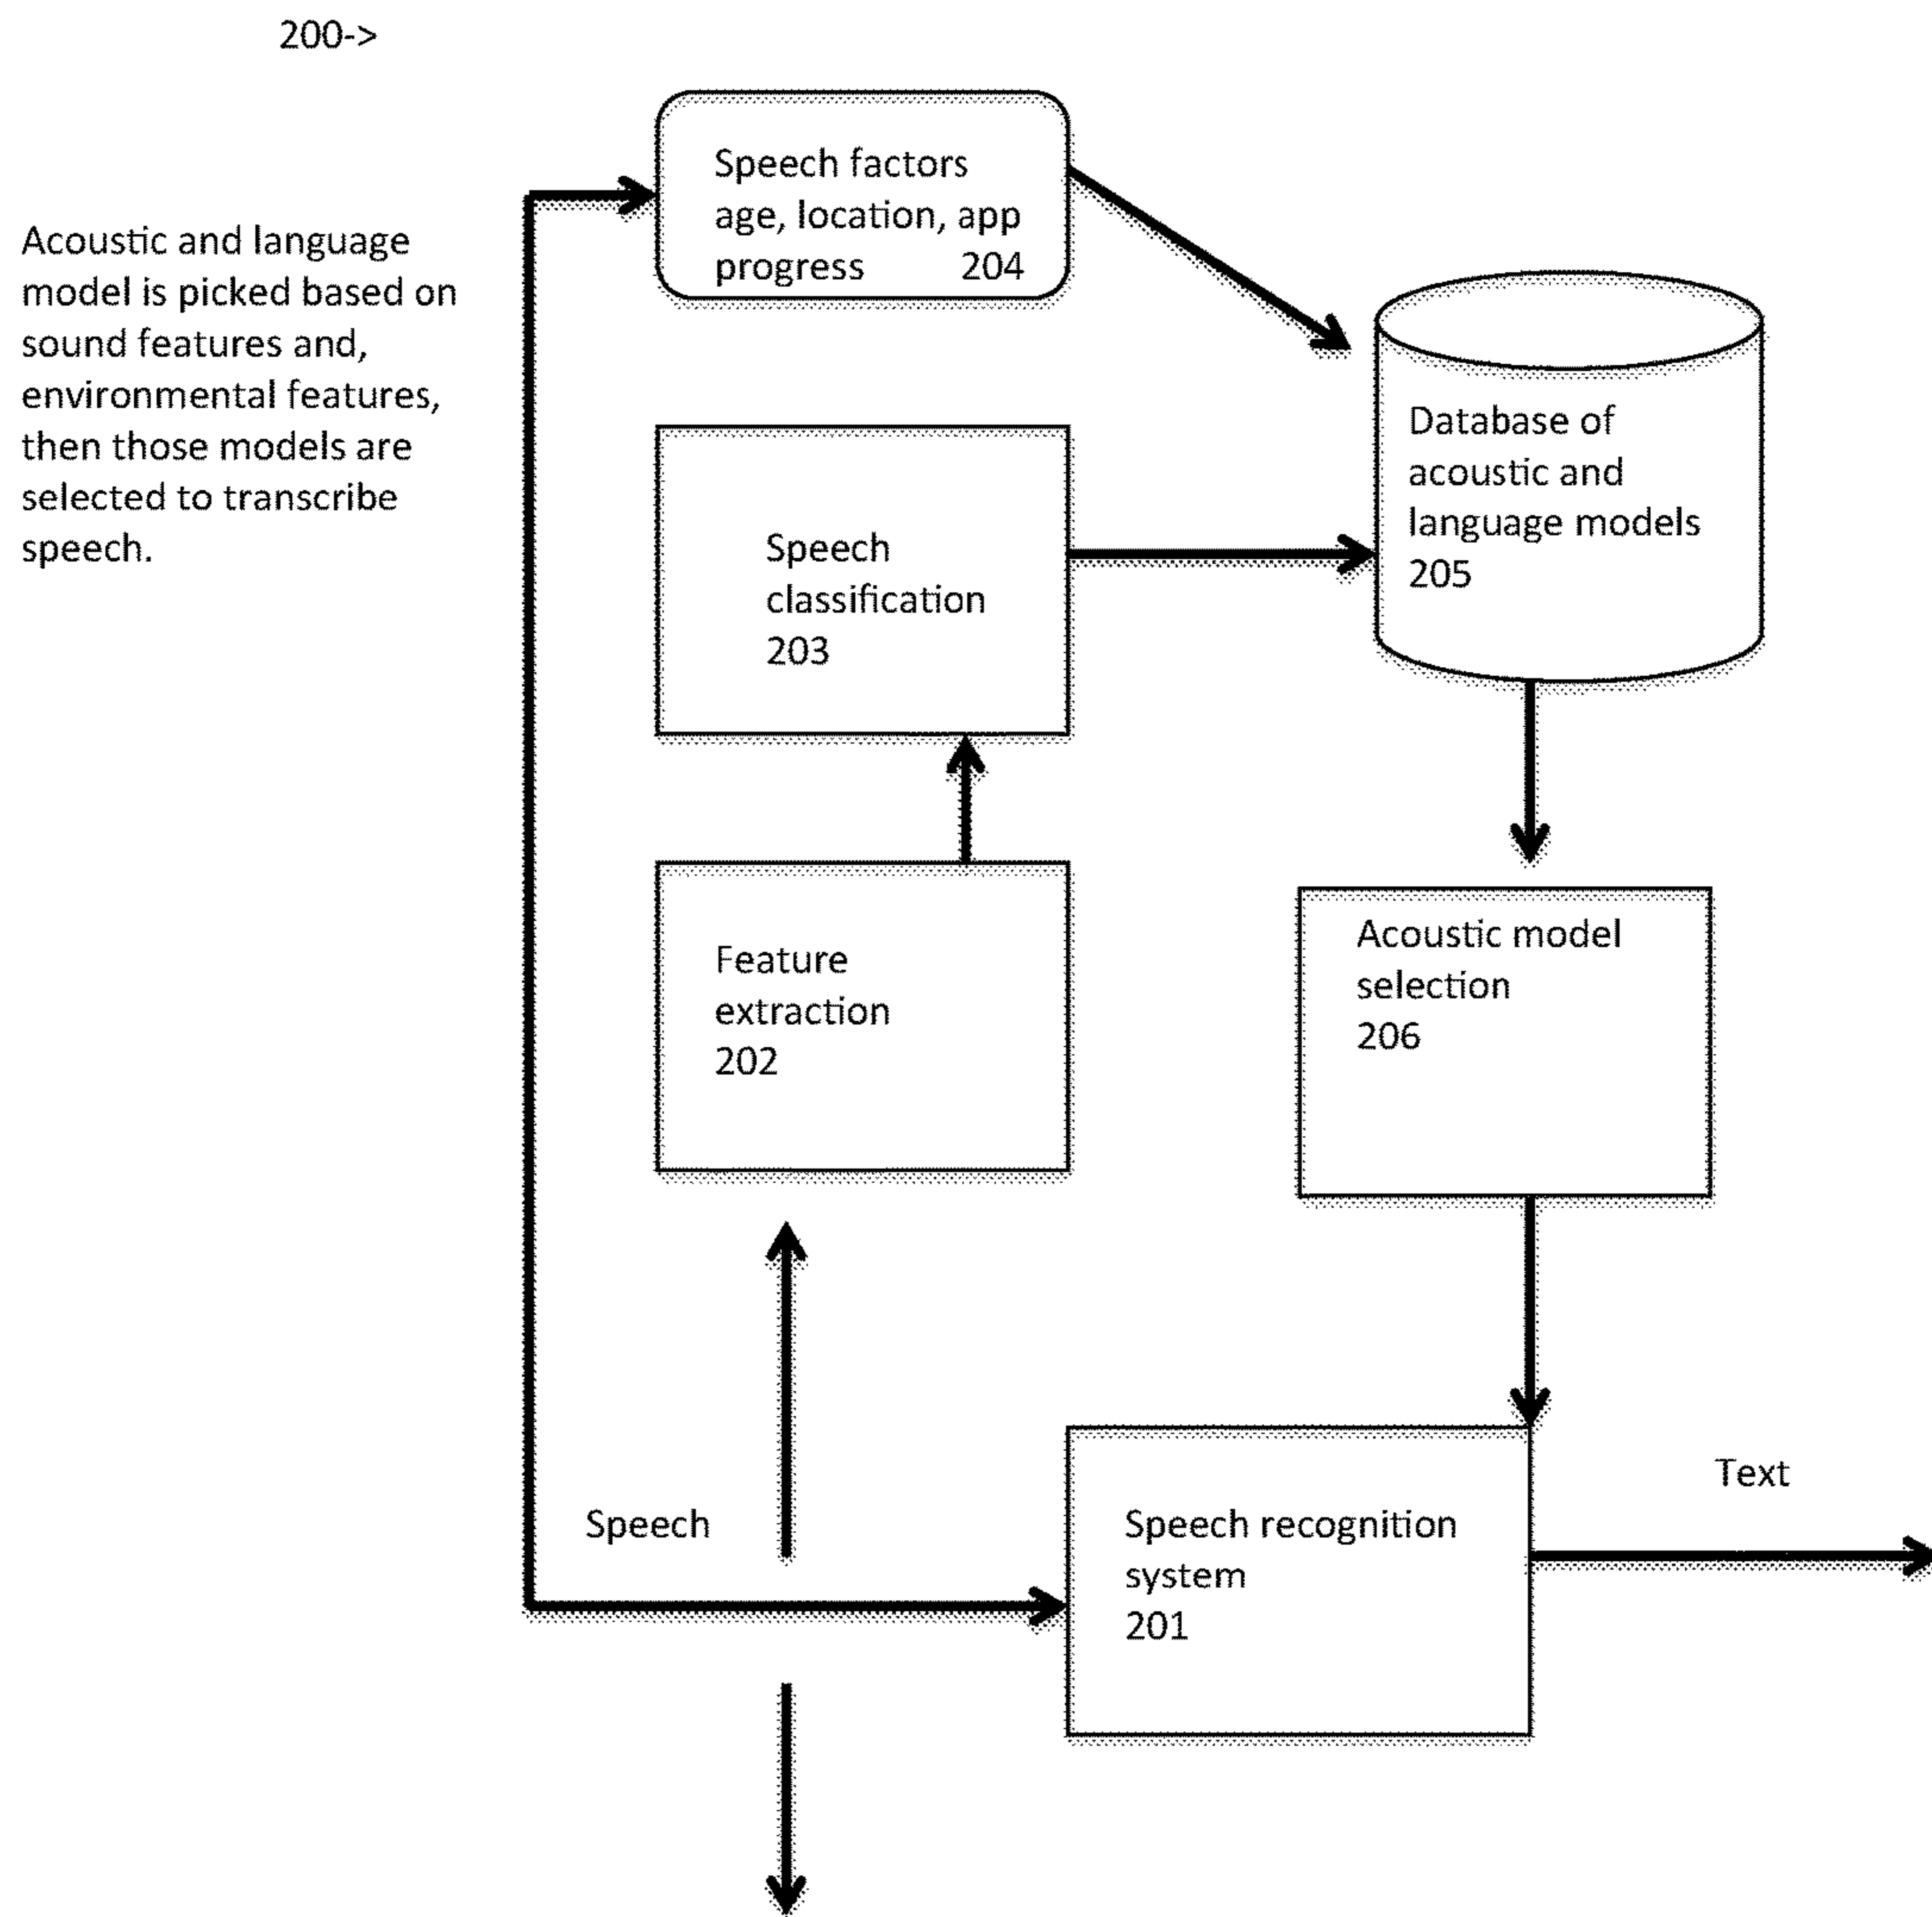 200->
Speech factors
age, location, app
progress 204
Acoustic and language
model is picked based on
sound features and,
environmental features,
then those models are
selected to transcribe
speech.
Database of
acoustic and
language models
205
Speech
classification
203
Feature
extraction
202
Acoustic model
selection
206
Speech
Speech recognition
system
201
Text